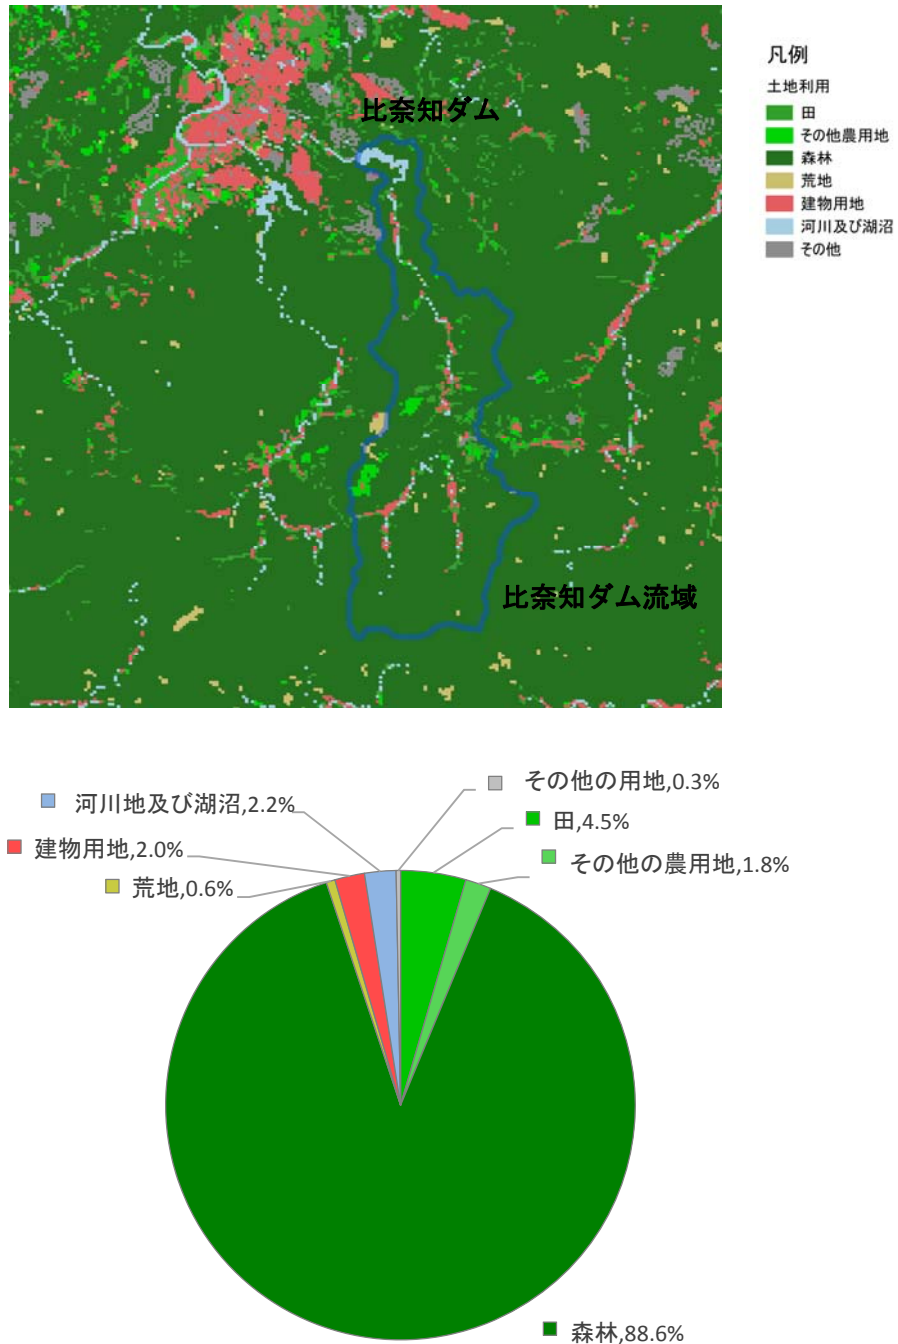 凡例
土地利用
田
その他農用地
森林
荒地
建物用地
河川及び湖沼
その他
比奈知ダム
比奈知ダム流域
その他の用地,0.3%
河川地及び湖沼,2.2%
田,4.5%
建物用地,2.0%
その他の農用地,1.8%
荒地,0.6%
森林,88.6%